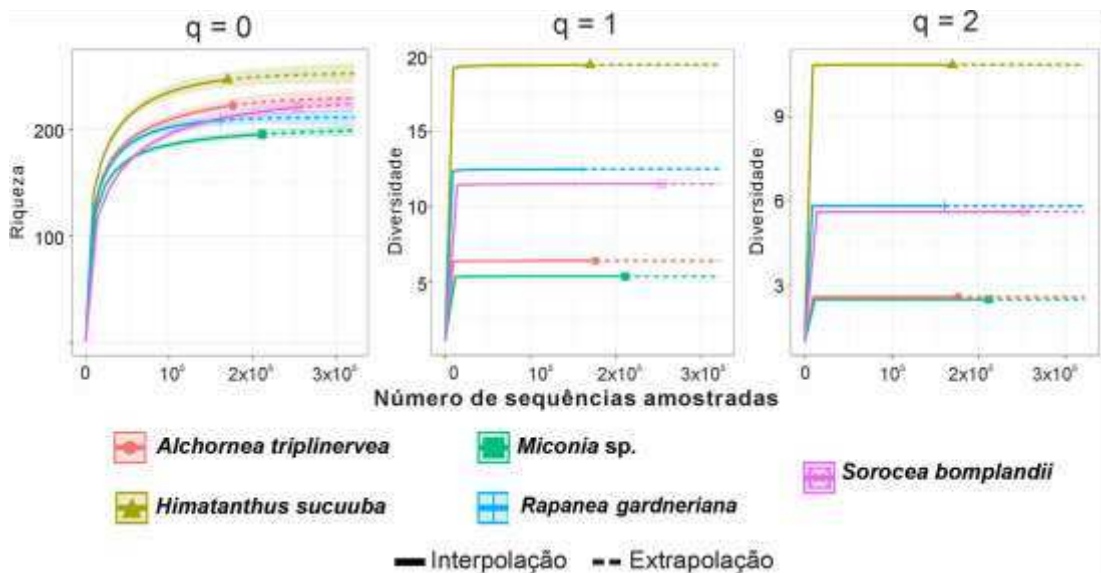 q = 0
q = 1
q = 2
Riqueza
200
100
0
10⁵
2x10⁵
3x10⁵
Diversidade
20
15
10
5
0
10⁵
2x10⁵
3x10⁵
Diversidade
9
6
3
0
10⁵
2x10⁵
3x10⁵
Número de sequências amostradas
Alchornea triplinervea
Miconia sp.
Sorocea bomplandii
Himatanthus sucuuba
Rapanea gardneriana
Interpolação
Extrapolação